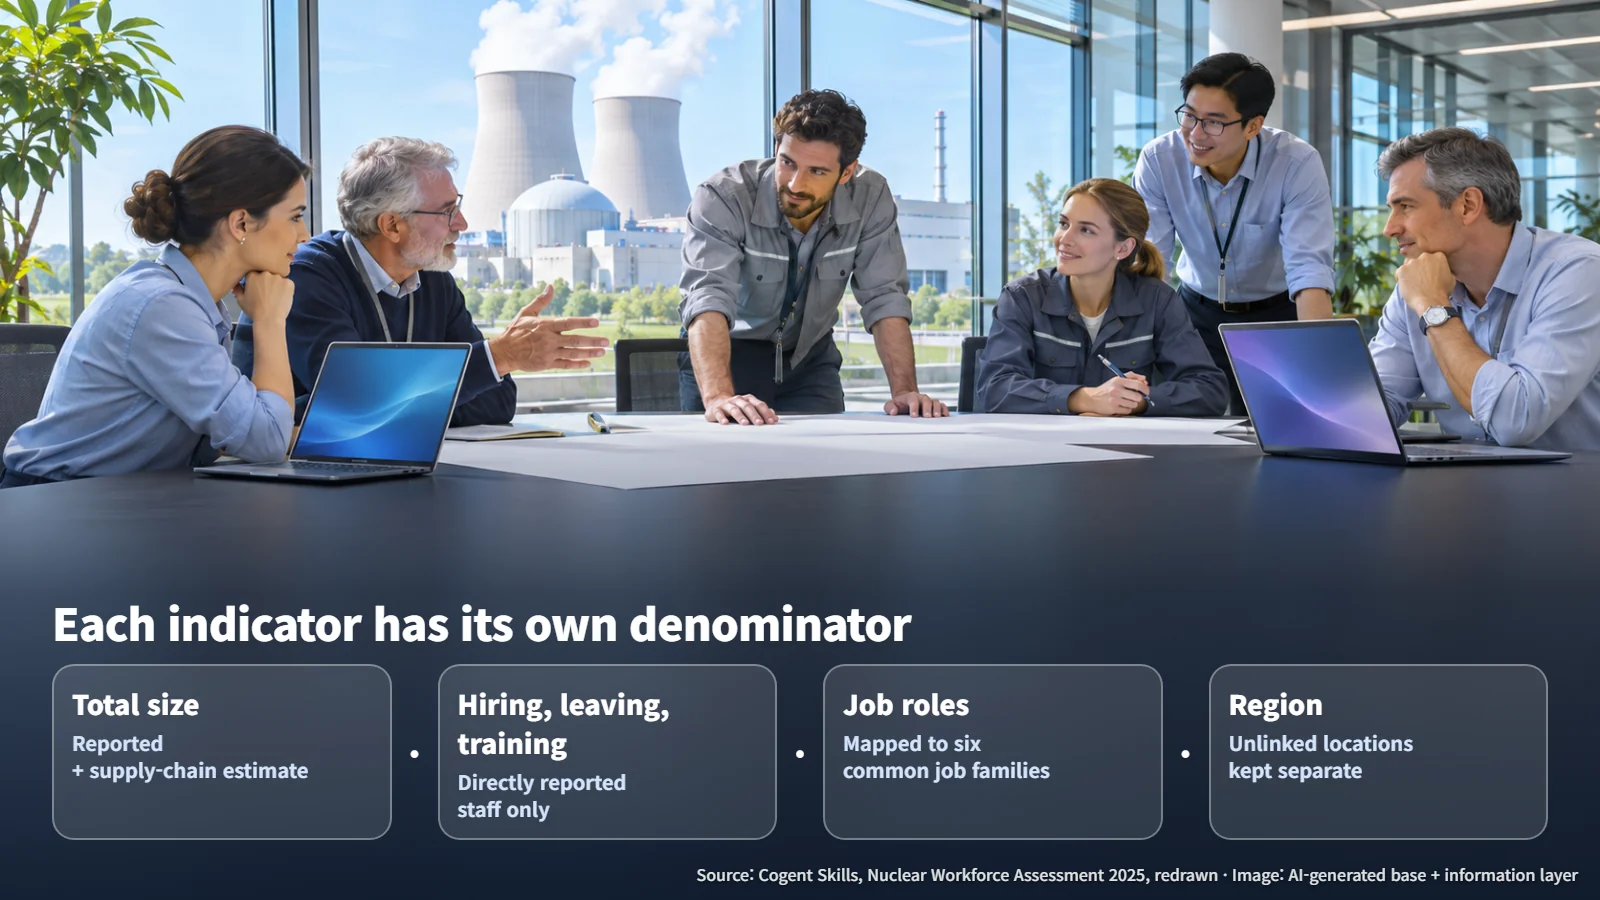 Each indicator has its own denominator
Total size
Reported
+ supply-chain estimate
•
Hiring, leaving,
training
Directly reported
staff only
•
Job roles
Mapped to six
common job families
•
Region
Unlinked locations
kept separate
Source: Cogent Skills, Nuclear Workforce Assessment 2025, redrawn · Image: AI-generated base + information layer